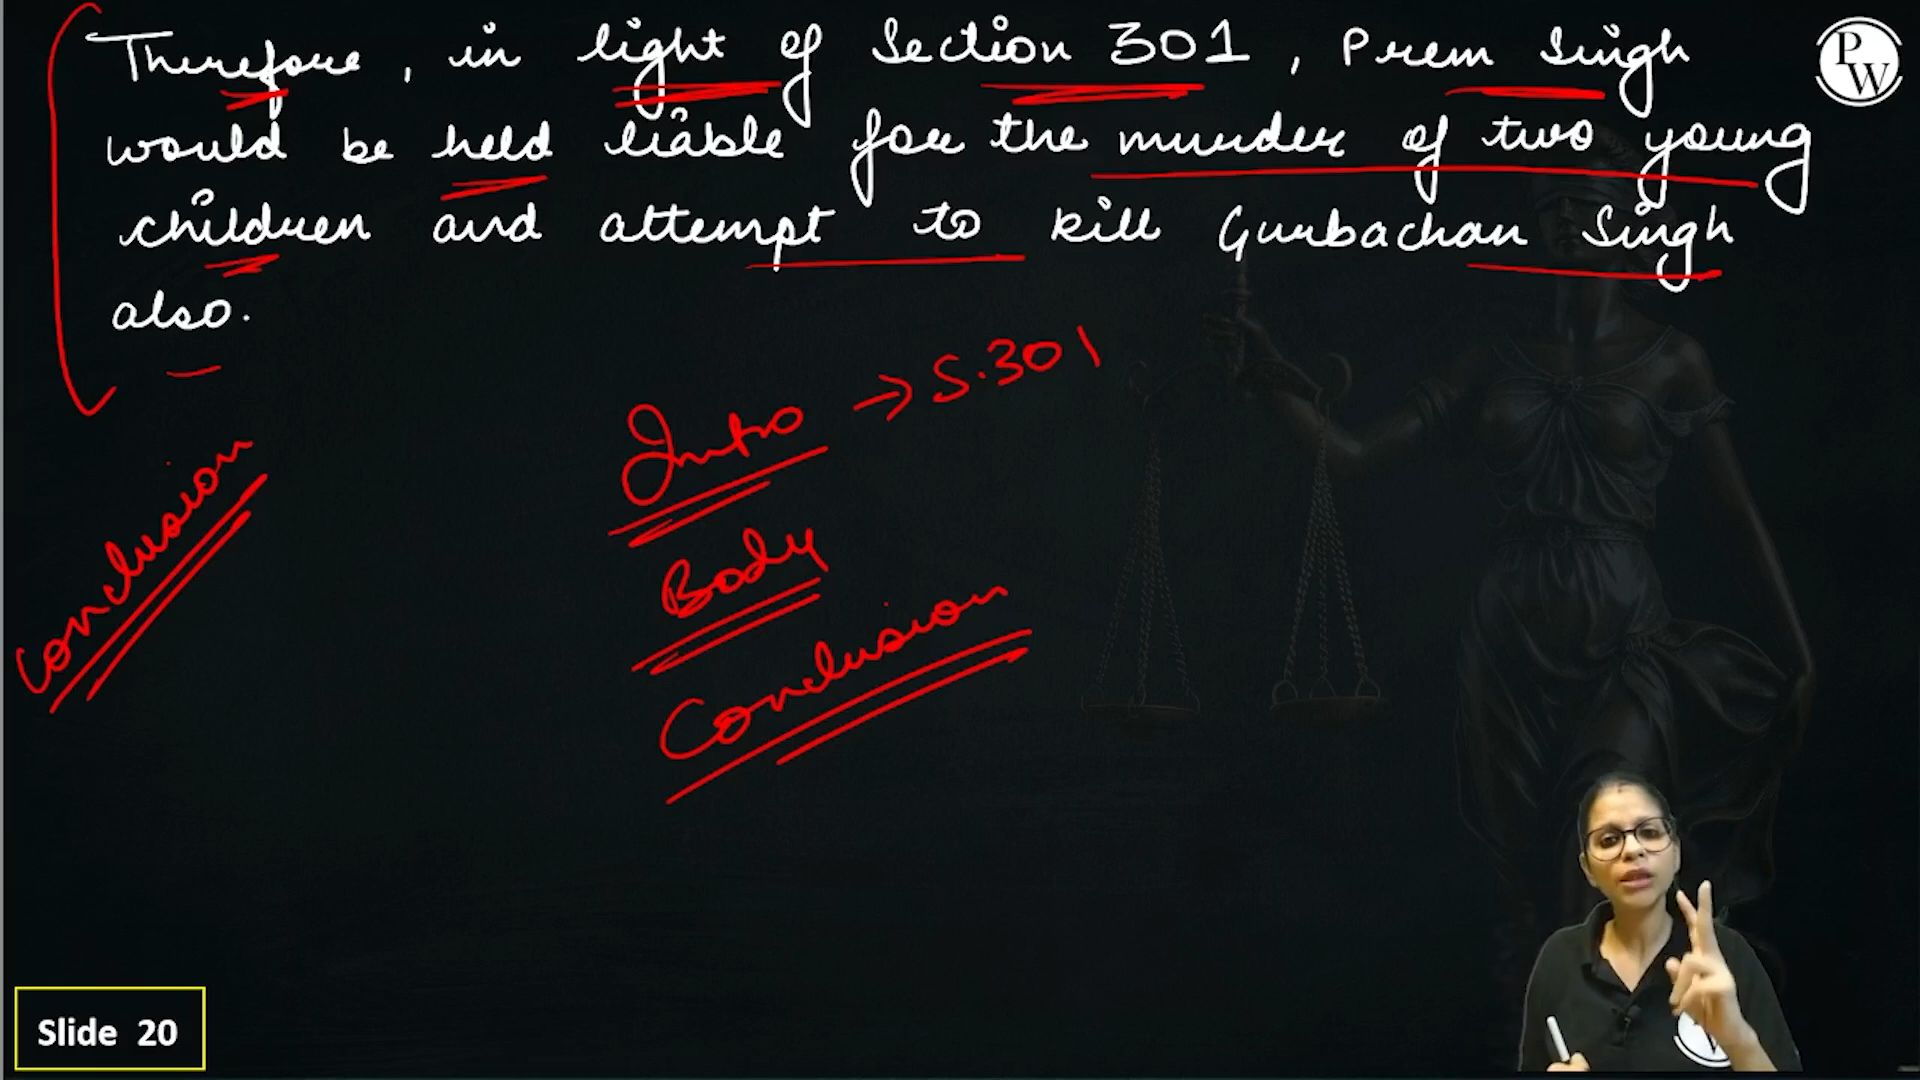 Therefore, in light of Section 301, Prem Singh
would be held liable for the murder of two young
children and attempt to kill Gurbachan Singh
also.
Intro → S.301
Body
Conclusion
Conclusion
PW
Slide 20